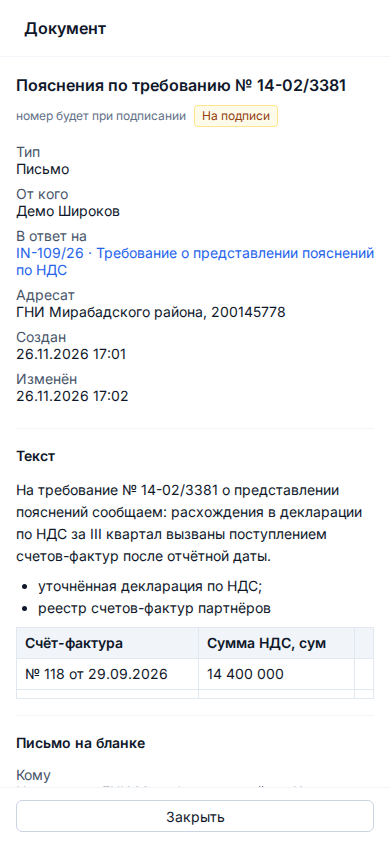 Документ
Пояснения по требованию № 14-02/3381
номер будет при подписании На подписи
Тип
Письмо
От кого
Демо Широков
В ответ на
IN-109/26 · Требование о представлении пояснений
по НДС
Адресат
ГНИ Мирабадского района, 200145778
Создан
26.11.2026 17:01
Изменён
26.11.2026 17:02
Текст
На требование № 14-02/3381 о представлении
пояснений сообщаем: расхождения в декларации
по НДС за III квартал вызваны поступлением
счетов-фактур после отчётной даты.
• уточнённая декларация по НДС;
• реестр счетов-фактур партнёров
Счёт-фактура Сумма НДС, сум
№ 118 от 29.09.2026 14 400 000
Письмо на бланке
Кому
Закрыть